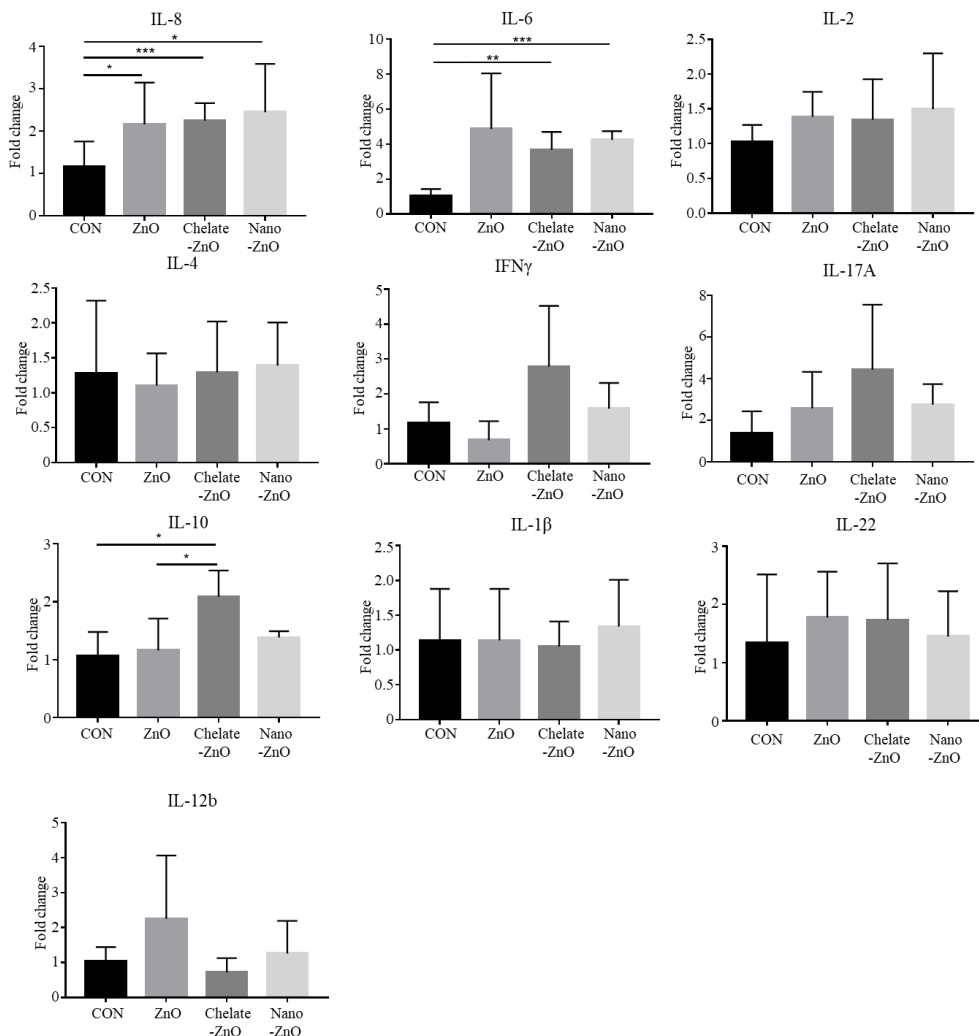 IL-8
*
***
*
4
3
2
1
0
Fold change
CON
ZnO
Chelate
-ZnO
Nano
-ZnO
IL-6
***
**
10
8
6
4
2
0
Fold change
CON
ZnO
Chelate
-ZnO
Nano
-ZnO
IL-2
2.5
2.0
1.5
1.0
0.5
0
Fold change
CON
ZnO
Chelate
-ZnO
Nano
-ZnO
IL-4
2.5
2.0
1.5
1.0
0.5
0
Fold change
CON
ZnO
Chelate
-ZnO
Nano
-ZnO
IFNγ
5
4
3
2
1
0
Fold change
CON
ZnO
Chelate
-ZnO
Nano
-ZnO
IL-17A
8
6
4
2
0
Fold change
CON
ZnO
Chelate
-ZnO
Nano
-ZnO
IL-10
*
*
3
2
1
0
Fold change
CON
ZnO
Chelate
-ZnO
Nano
-ZnO
IL-1β
2.5
2.0
1.5
1.0
0.5
0
Fold change
CON
ZnO
Chelate
-ZnO
Nano
-ZnO
IL-22
3
2
1
0
Fold change
CON
ZnO
Chelate
-ZnO
Nano
-ZnO
IL-12b
5
4
3
2
1
0
Fold change
CON
ZnO
Chelate
-ZnO
Nano
-ZnO